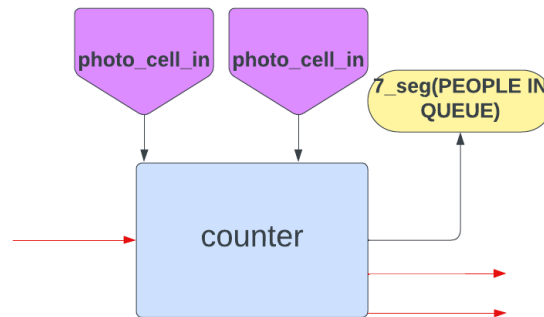 photo_cell_in
photo_cell_in
7_seg(PEOPLE IN
QUEUE)
counter